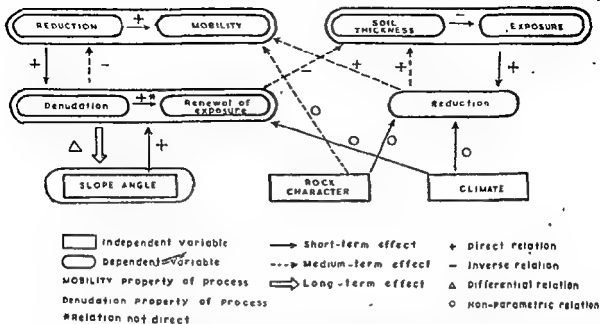 REDUCTION + MOBILITY
SOIL THICKNESS − EXPOSURE
+ − − + + +
Denudation +* Renewal of exposure
Reduction
Δ + O O O O
SLOPE ANGLE
ROCK CHARACTER
CLIMATE
Independent variable
Short-term effect
+ Direct relation
Dependent variable
Medium-term effect
− Inverse relation
MOBILITY property of process
Long-term effect
Δ Differential relation
Denudation Property of process
O Non-parametric relation
*Relation not direct